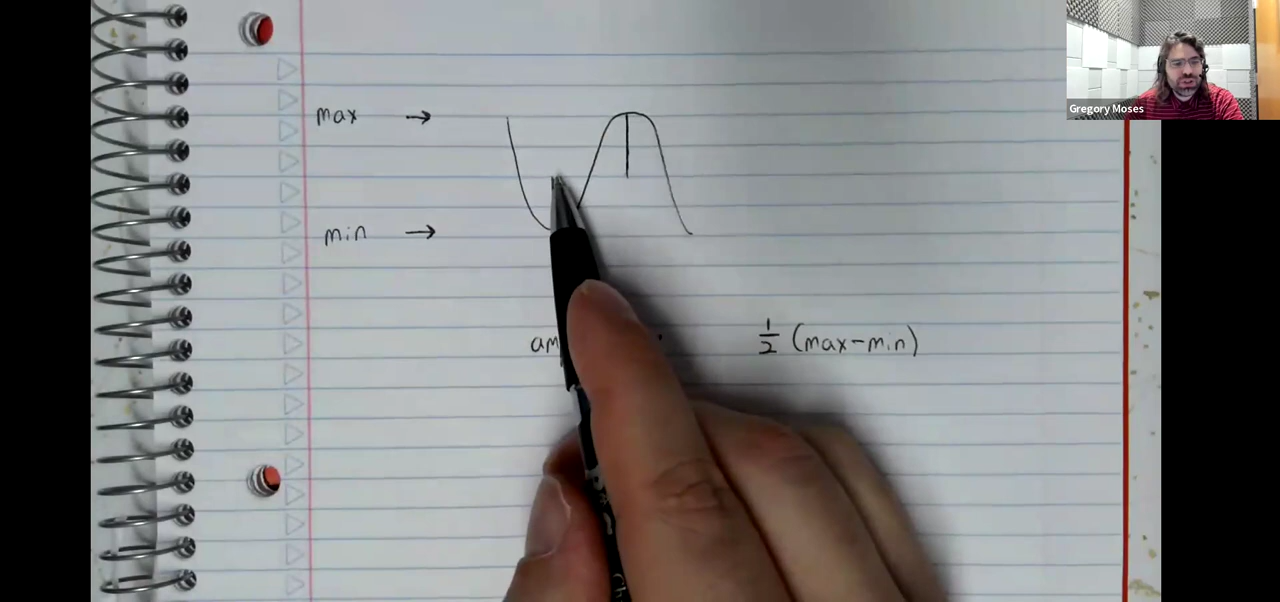 Gregory Moses
max →
min →
am ½ (max-min)